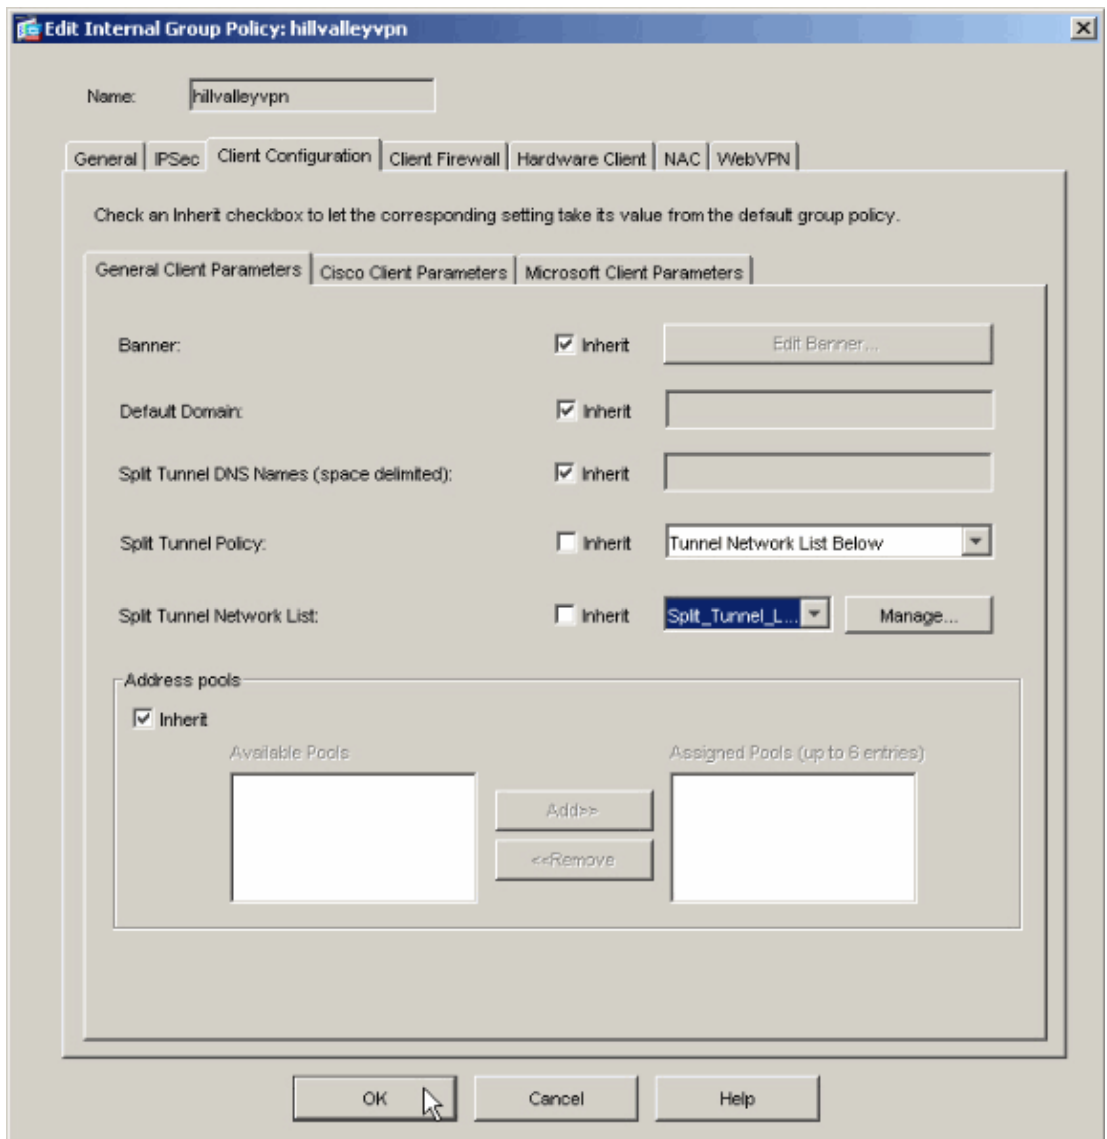 Edit Internal Group Policy: hillvalleyvpn
Name: hillvalleyvpn
General IPSec Client Configuration Client Firewall Hardware Client NAC WebVPN
Check an Inherit checkbox to let the corresponding setting take its value from the default group policy.
General Client Parameters Cisco Client Parameters Microsoft Client Parameters
Banner: Inherit Edit Banner...
Default Domain: Inherit
Split Tunnel DNS Names (space delimited): Inherit
Split Tunnel Policy: Inherit Tunnel Network List Below
Split Tunnel Network List: Inherit Split_Tunnel_L... Manage...
Address pools
Inherit
Available Pools Assigned Pools (up to 6 entries)
Add>>
<<Remove
OK Cancel Help